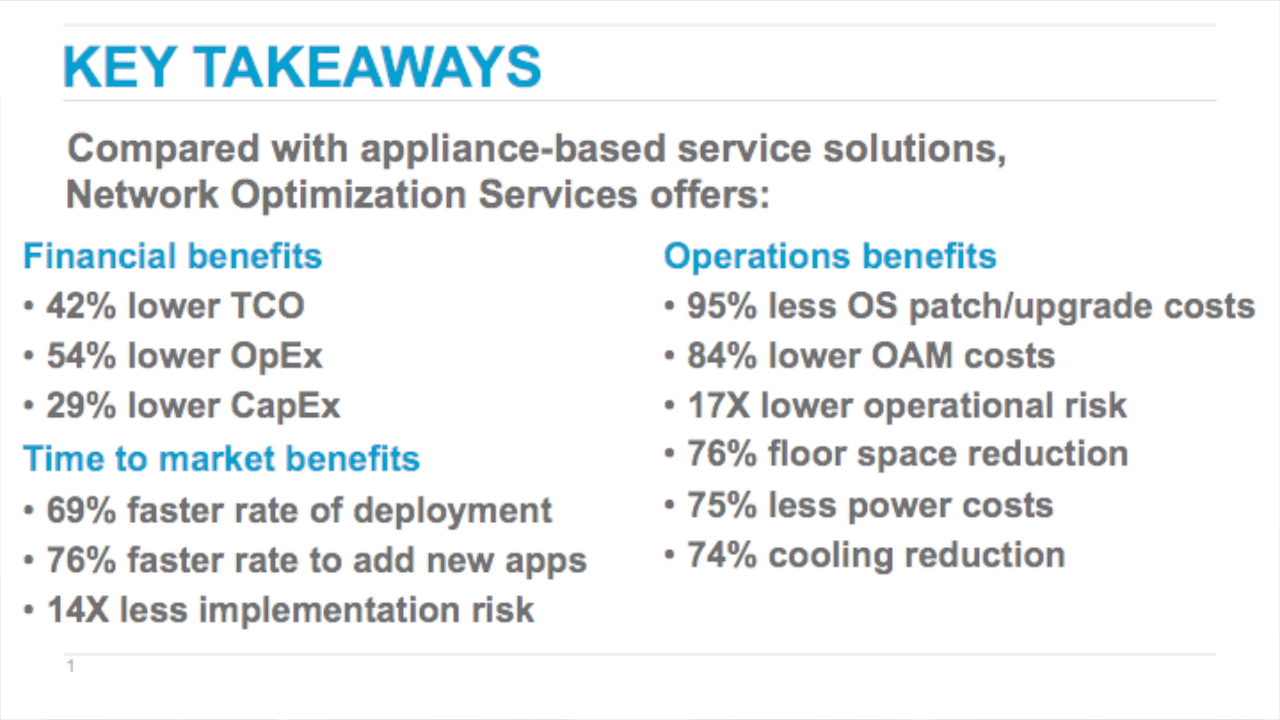 KEY TAKEAWAYS
Compared with appliance-based service solutions,
Network Optimization Services offers:
Financial benefits
• 42% lower TCO
• 54% lower OpEx
• 29% lower CapEx
Time to market benefits
• 69% faster rate of deployment
• 76% faster rate to add new apps
• 14X less implementation risk
Operations benefits
• 95% less OS patch/upgrade costs
• 84% lower OAM costs
• 17X lower operational risk
• 76% floor space reduction
• 75% less power costs
• 74% cooling reduction
1